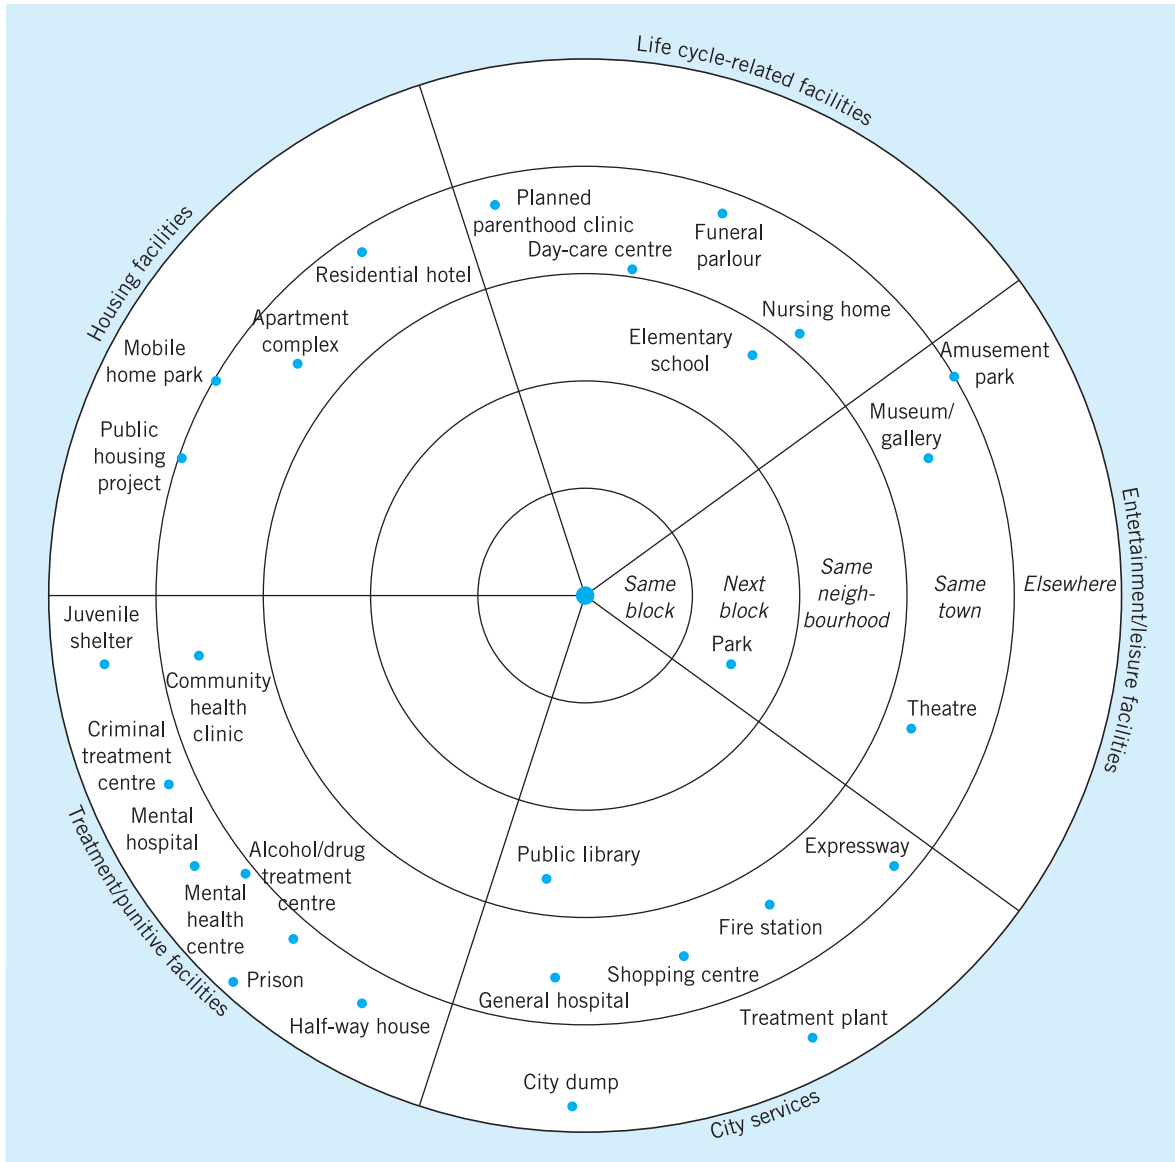 Life cycle-related facilities
Planned
parenthood clinic
Day-care centre
Funeral
parlour
Nursing home
Elementary
school
Housing facilities
Residential hotel
Apartment
complex
Mobile
home park
Public
housing
project
Amusement
park
Museum/
gallery
Entertainment/leisure facilities
Same
block
Next
block
Same
neigh-
bourhood
Same
town
Elsewhere
Park
Theatre
Juvenile
shelter
Community
health
clinic
Criminal
treatment
centre
Mental
hospital
Alcohol/drug
treatment
centre
Mental
health
centre
Prison
Half-way house
Treatment/punitive facilities
Public library
Expressway
Fire station
Shopping centre
General hospital
Treatment plant
City dump
City services